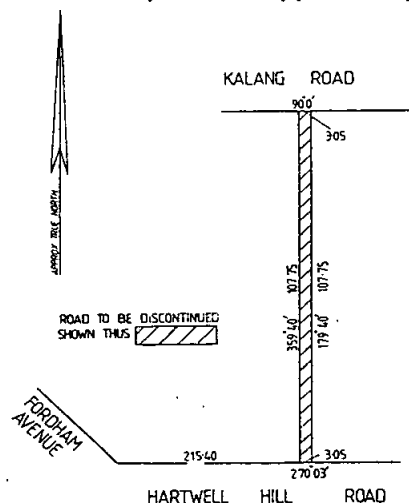 KALANG ROAD
90°0'
3·05
APPROX TRUE NORTH
107·75
107·75
359°40'
179°40'
ROAD TO BE DISCONTINUED
SHOWN THUS
FORDHAM
AVENUE
215·40
3·05
270°03'
HARTWELL HILL ROAD